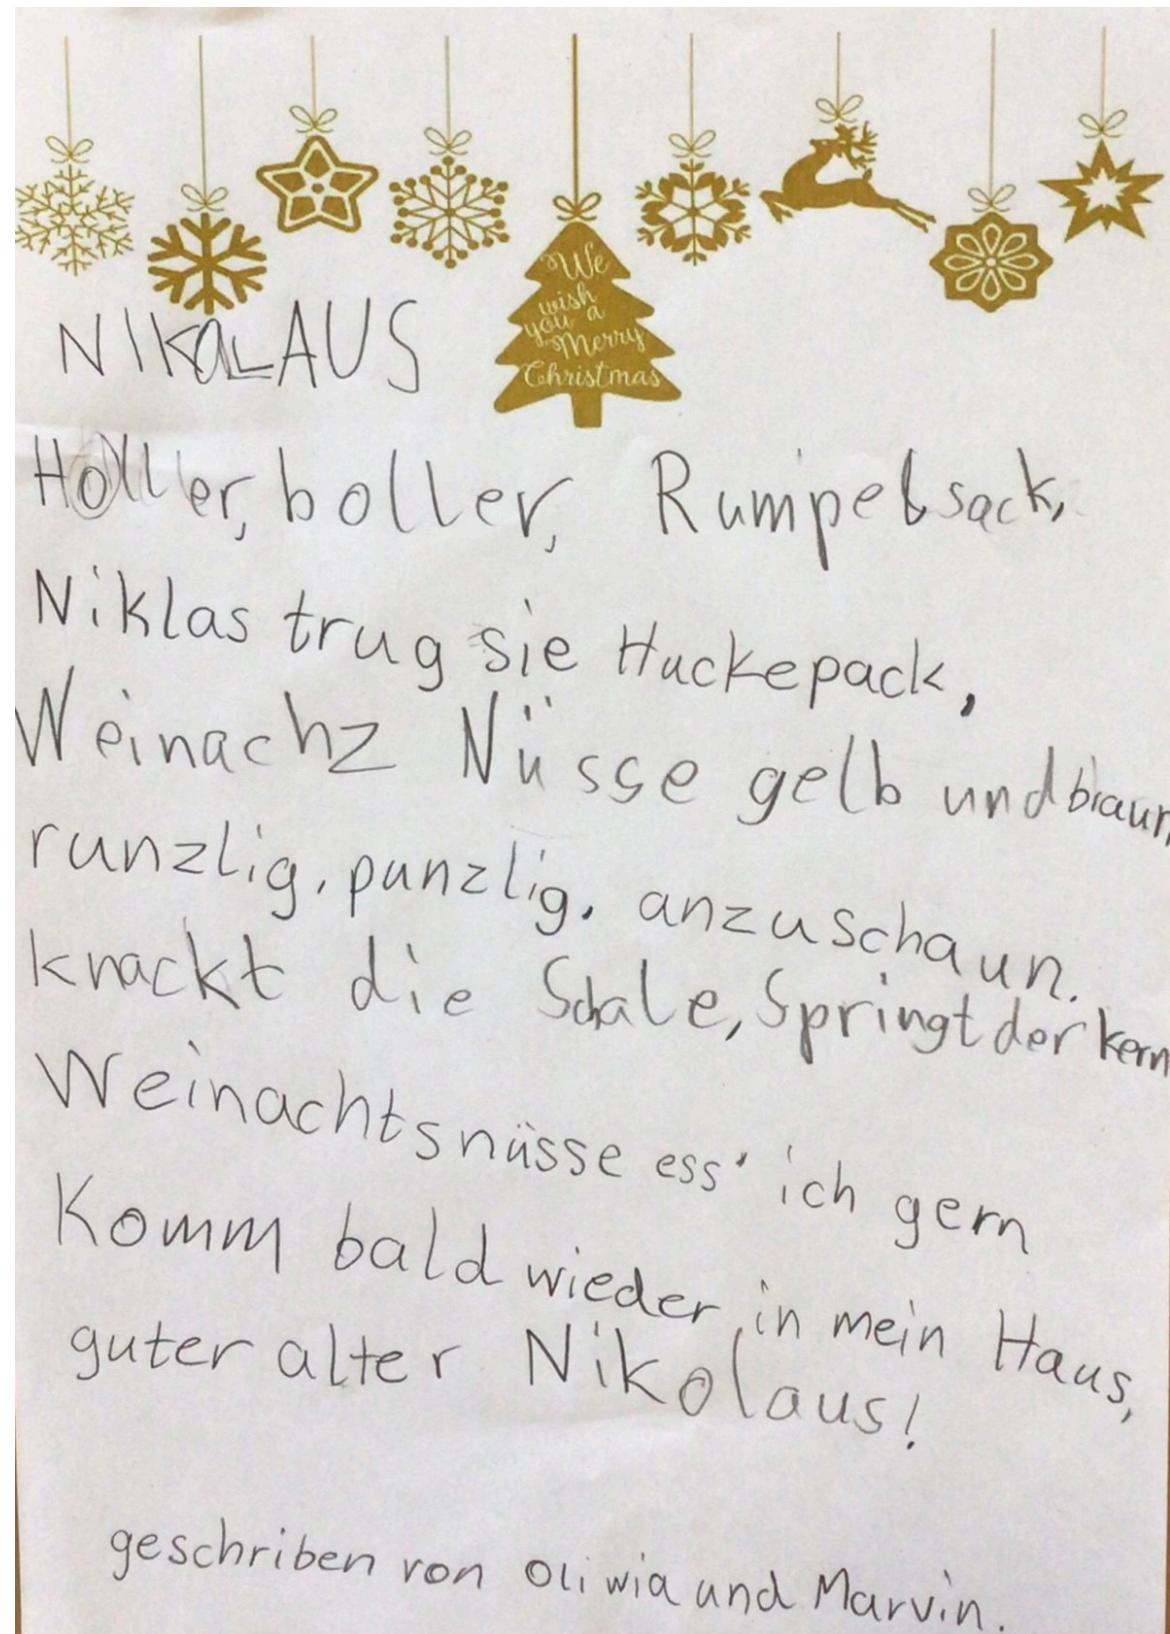 We
wish
you a
Merry
Christmas
NIKOLAUS
Holler, boller, Rumpelsack,
Niklas trug sie Huckepack,
Weinachz Nüsse gelb und braun,
runzlig, punzlig, anzuschaun.
knackt die Schale, Springt der kern
Weinachtsnüsse ess' ich gern
Komm bald wieder in mein Haus,
guter alter Nikolaus!
geschriben von Oliwia und Marvin.